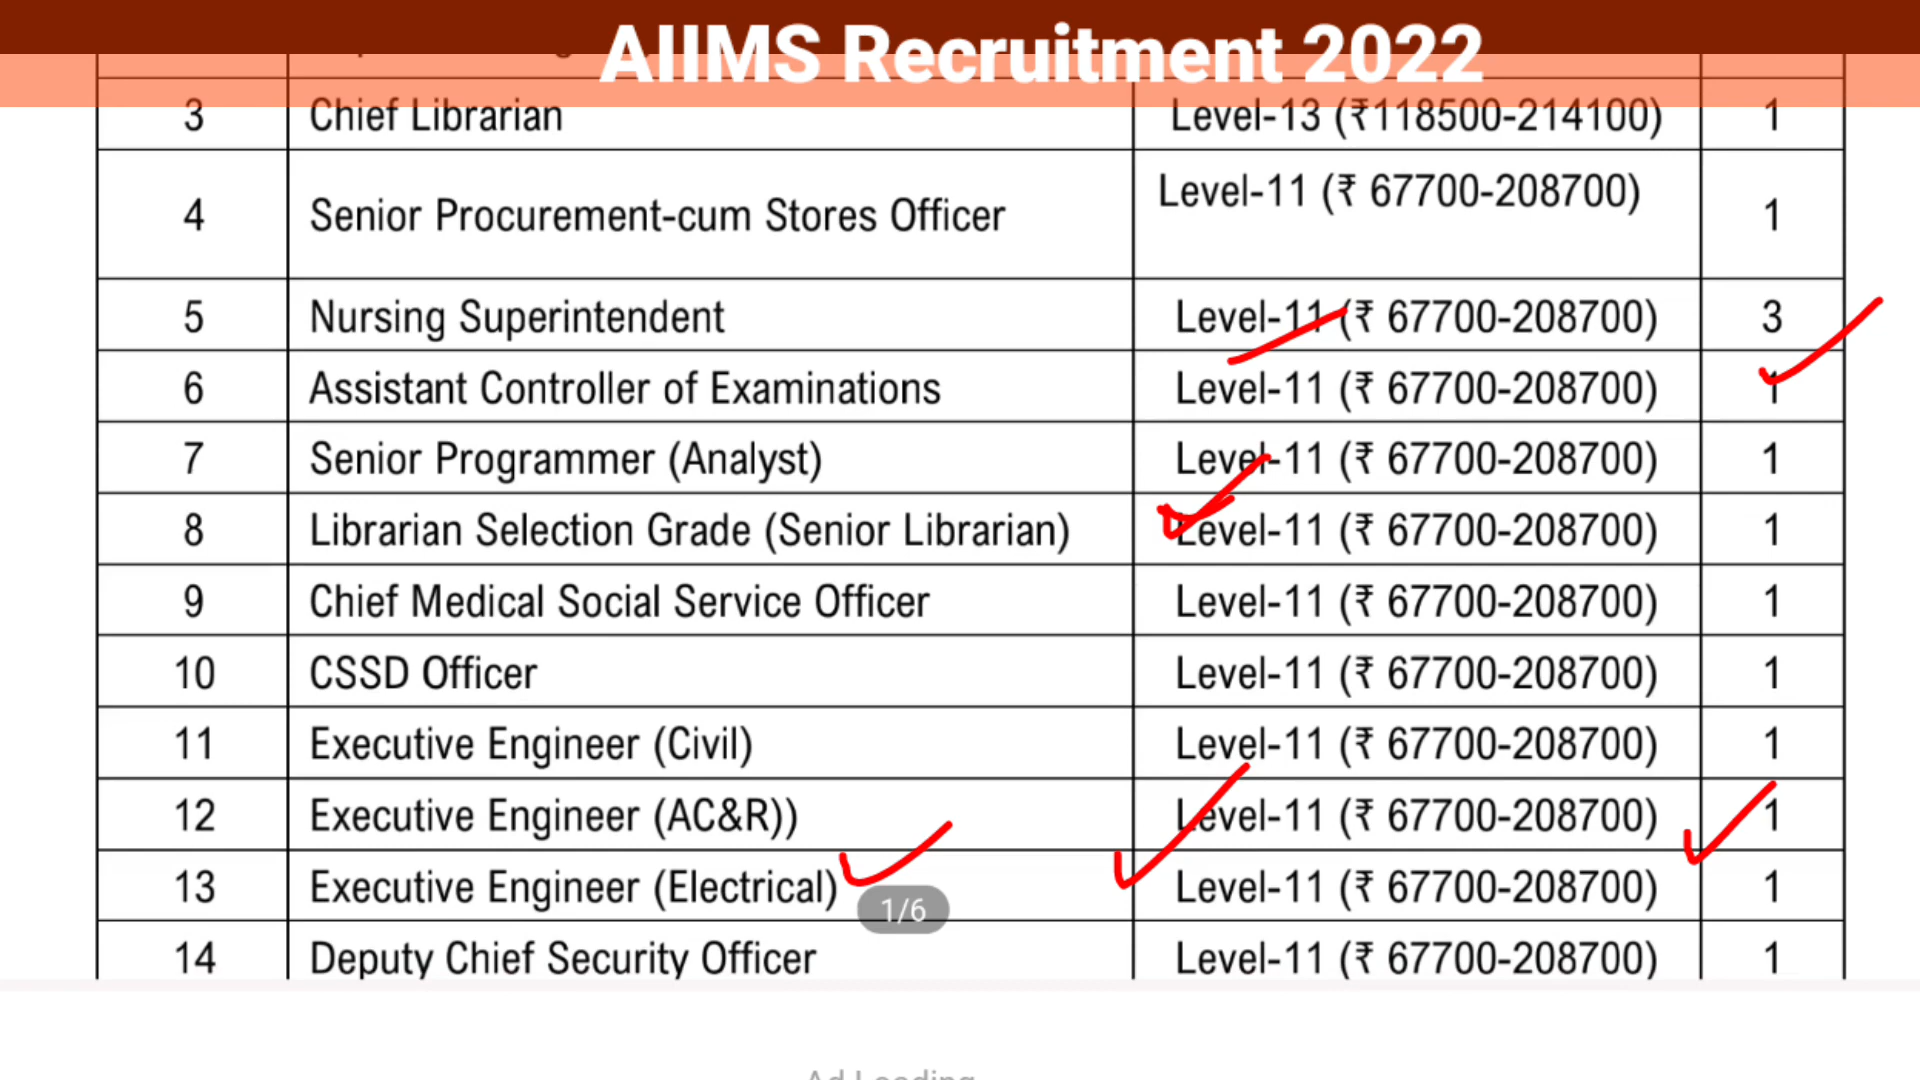 AIIMS Recruitment 2022
3 Chief Librarian Level-13 (₹118500-214100) 1
4 Senior Procurement-cum Stores Officer Level-11 (₹ 67700-208700) 1
5 Nursing Superintendent Level-11 (₹ 67700-208700) 3
6 Assistant Controller of Examinations Level-11 (₹ 67700-208700) 1
7 Senior Programmer (Analyst) Level-11 (₹ 67700-208700) 1
8 Librarian Selection Grade (Senior Librarian) Level-11 (₹ 67700-208700) 1
9 Chief Medical Social Service Officer Level-11 (₹ 67700-208700) 1
10 CSSD Officer Level-11 (₹ 67700-208700) 1
11 Executive Engineer (Civil) Level-11 (₹ 67700-208700) 1
12 Executive Engineer (AC&R)) Level-11 (₹ 67700-208700) 1
13 Executive Engineer (Electrical) Level-11 (₹ 67700-208700) 1
1/6
14 Deputy Chief Security Officer Level-11 (₹ 67700-208700) 1
Ad Loading